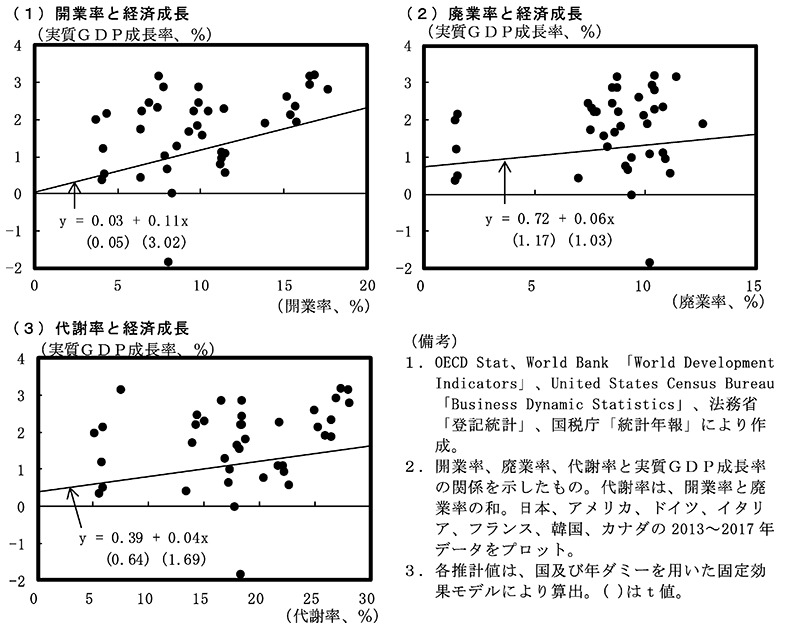 （１）開業率と経済成長
（実質ＧＤＰ成長率、％）
4
3
2
1
0
-1
-2
y = 0.03 + 0.11x
(0.05) (3.02)
0 5 10 15 20
（開業率、％）
（２）廃業率と経済成長
（実質ＧＤＰ成長率、％）
4
3
2
1
0
-1
-2
y = 0.72 + 0.06x
(1.17) (1.03)
0 5 10 15
（廃業率、％）
（３）代謝率と経済成長
（実質ＧＤＰ成長率、％）
4
3
2
1
0
-1
-2
y = 0.39 + 0.04x
(0.64) (1.69)
0 5 10 15 20 25 30
（代謝率、％）
（備考）
１．OECD Stat、World Bank 「World Development
Indicators」、United States Census Bureau
「Business Dynamic Statistics」、法務省
「登記統計」、国税庁「統計年報」により作
成。
２．開業率、廃業率、代謝率と実質ＧＤＰ成長率
の関係を示したもの。代謝率は、開業率と廃
業率の和。日本、アメリカ、ドイツ、イタリ
ア、フランス、韓国、カナダの 2013～2017 年
データをプロット。
３．各推計値は、国及び年ダミーを用いた固定効
果モデルにより算出。( )はｔ値。